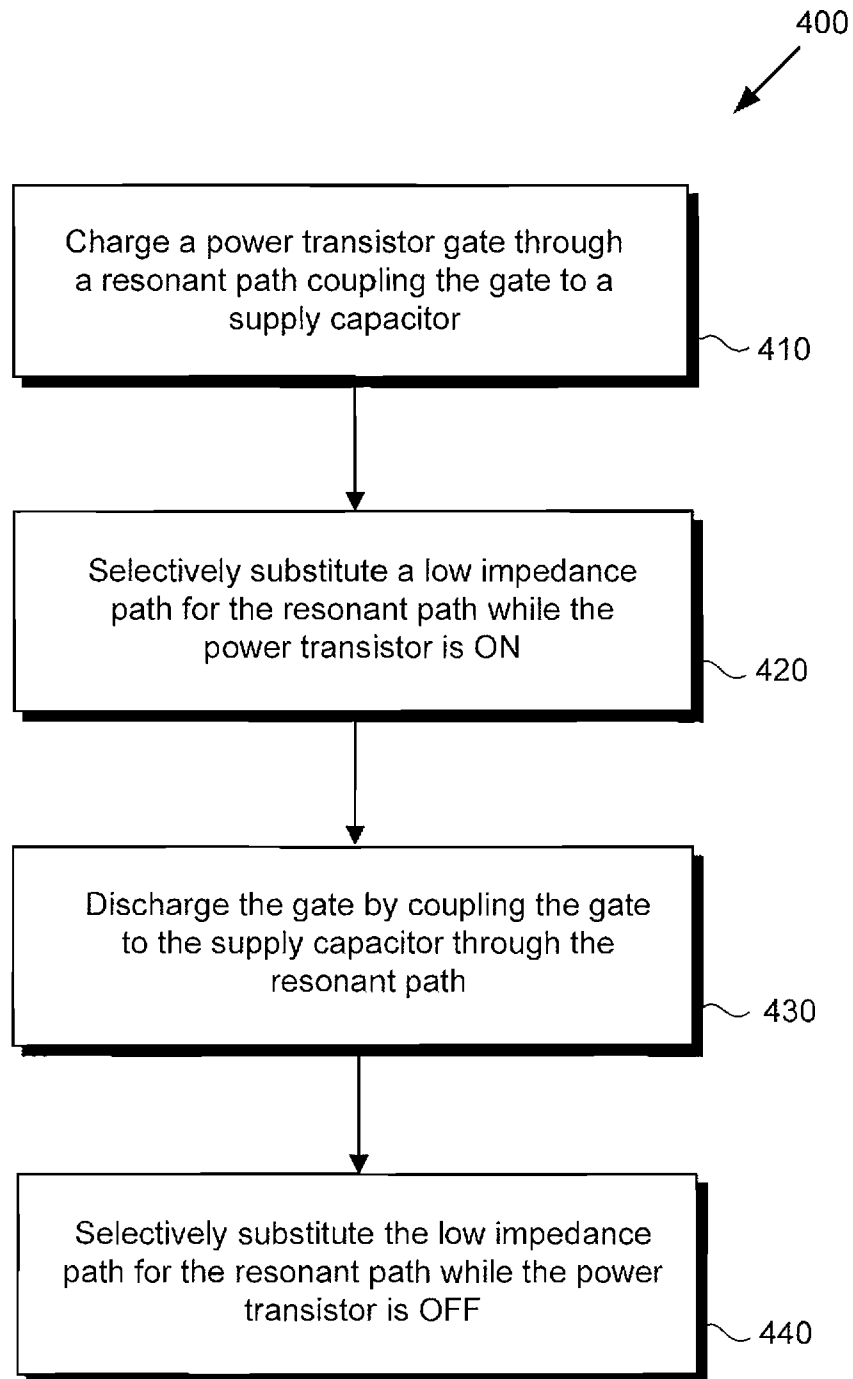 400
Charge a power transistor gate through
a resonant path coupling the gate to a
supply capacitor
410
Selectively substitute a low impedance
path for the resonant path while the
power transistor is ON
420
Discharge the gate by coupling the gate
to the supply capacitor through the
resonant path
430
Selectively substitute the low impedance
path for the resonant path while the power
transistor is OFF
440